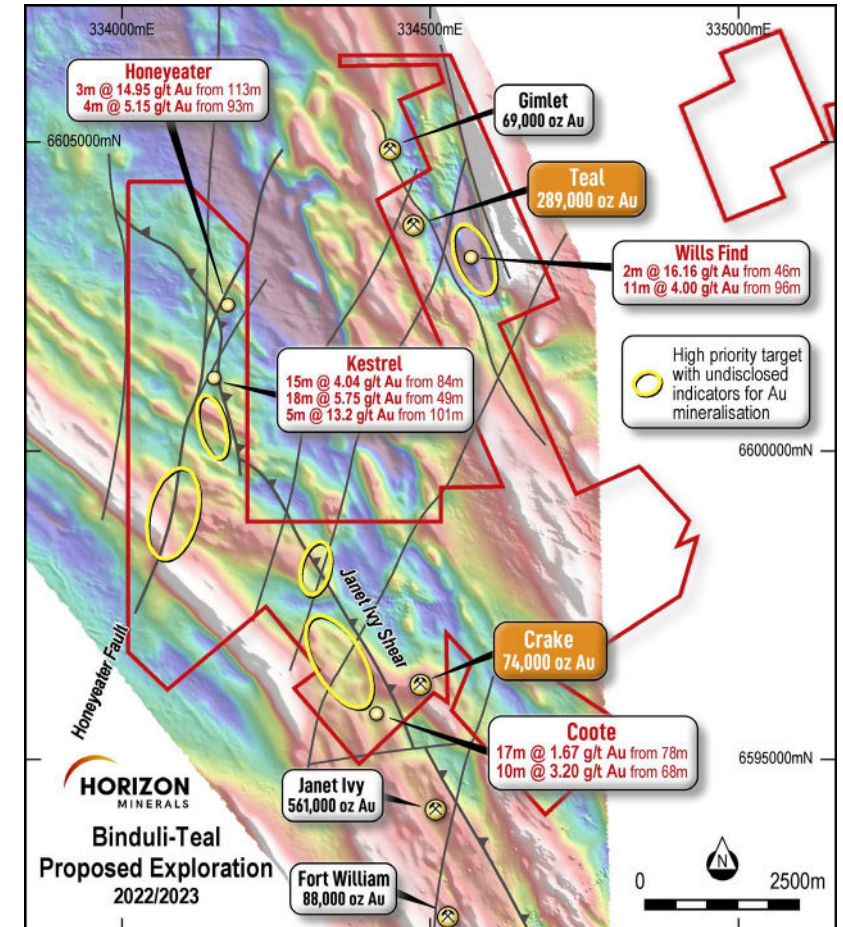 334000mE
334500mE
335000mE
Honeyeater
3m @ 14.95 g/t Au from 113m
4m @ 5.15 g/t Au from 93m
Gimlet
69,000 oz Au
6605000mN
Teal
289,000 oz Au
Wills Find
2m @ 16.16 g/t Au from 46m
11m @ 4.00 g/t Au from 96m
Kestrel
15m @ 4.04 g/t Au from 84m
18m @ 5.75 g/t Au from 49m
5m @ 13.2 g/t Au from 101m
High priority target
with undisclosed
indicators for Au
mineralisation
6600000mN
Janet Ivy Shear
Honeyeater Fault
Crake
74,000 oz Au
Coote
17m @ 1.67 g/t Au from 78m
10m @ 3.20 g/t Au from 68m
6595000mN
HORIZON
MINERALS
Janet Ivy
561,000 oz Au
Binduli-Teal
Proposed Exploration
2022/2023
Fort William
88,000 oz Au
N
0
2500m